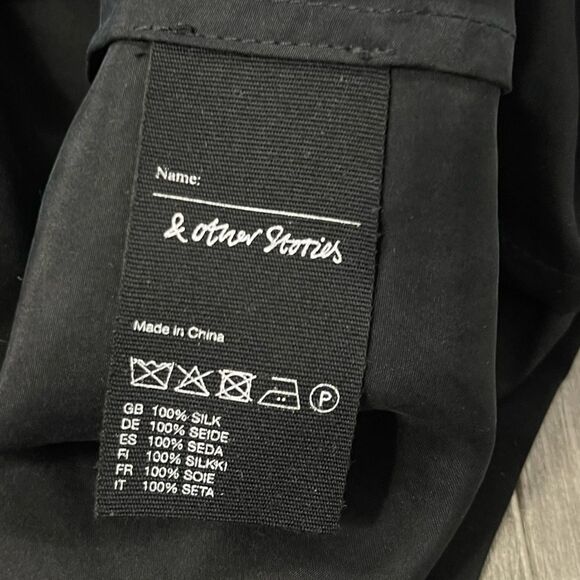 Name:
& other Stories
Made in China
P
GB 100% SILK
DE 100% SEIDE
ES 100% SEDA
FI 100% SILKKI
FR 100% SOIE
IT 100% SETA